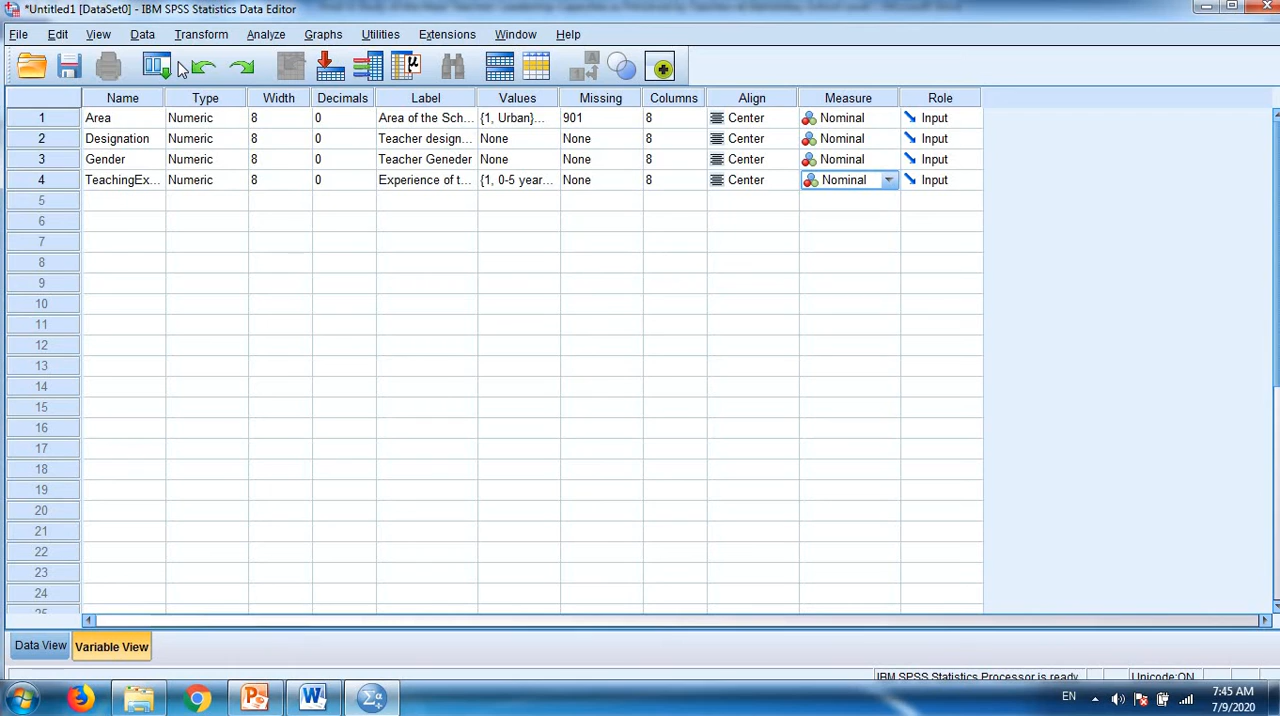 *Untitled1 [DataSet0] - IBM SPSS Statistics Data Editor
File Edit View Data Transform Analyze Graphs Utilities Extensions Window Help
Name Type Width Decimals Label Values Missing Columns Align Measure Role
1 Area Numeric 8 0 Area of the Sch... {1, Urban}... 901 8 Center Nominal Input
2 Designation Numeric 8 0 Teacher design... None None 8 Center Nominal Input
3 Gender Numeric 8 0 Teacher Geneder None None 8 Center Nominal Input
4 TeachingEx... Numeric 8 0 Experience of t... {1, 0-5 year... None 8 Center Nominal Input
5
6
7
8
9
10
11
12
13
14
15
16
17
18
19
20
21
22
23
24
25
Data View Variable View
IBM SPSS Statistics Processor is ready Unicode:ON
EN 7:45 AM
7/9/2020